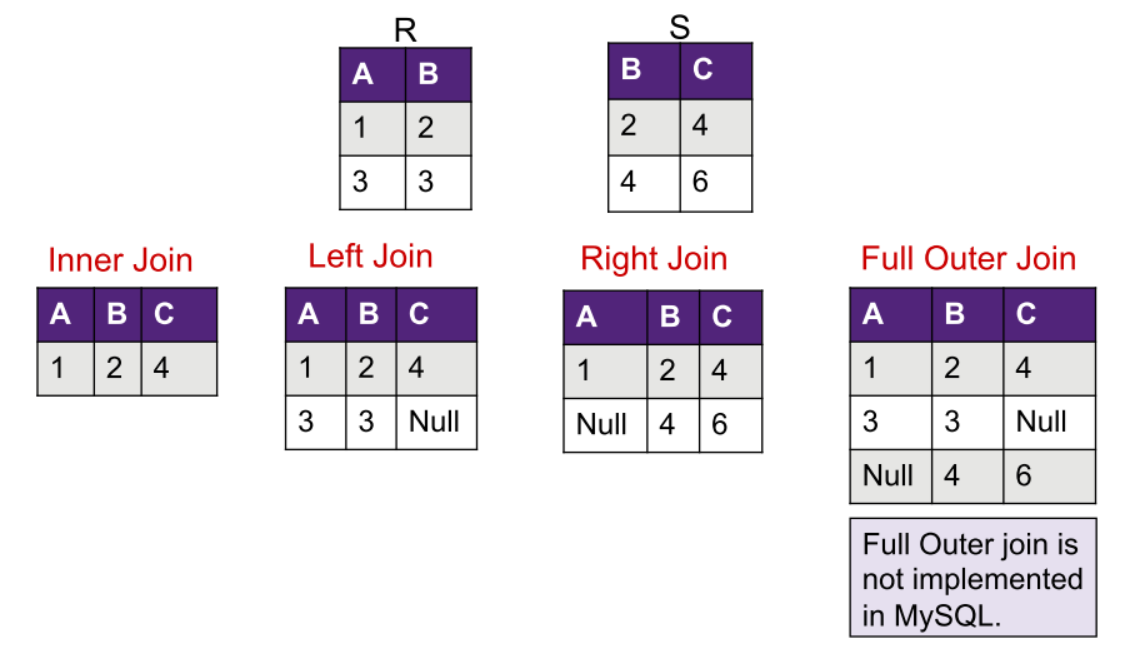 R
A B
1 2
3 3
S
B C
2 4
4 6
Inner Join
A B C
1 2 4
Left Join
A B C
1 2 4
3 3 Null
Right Join
A B C
1 2 4
Null 4 6
Full Outer Join
A B C
1 2 4
3 3 Null
Null 4 6
Full Outer join is
not implemented
in MySQL.